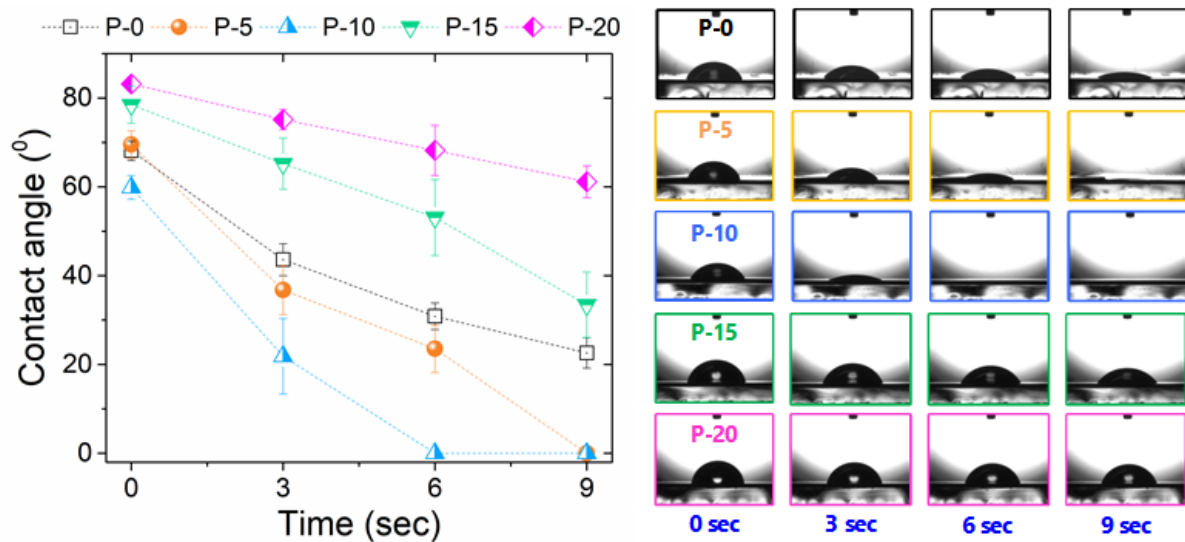 P-0 P-5 P-10 P-15 P-20
80
60
40
20
0
Contact angle (⁰)
0 3 6 9
Time (sec)
P-0
P-5
P-10
P-15
P-20
0 sec 3 sec 6 sec 9 sec